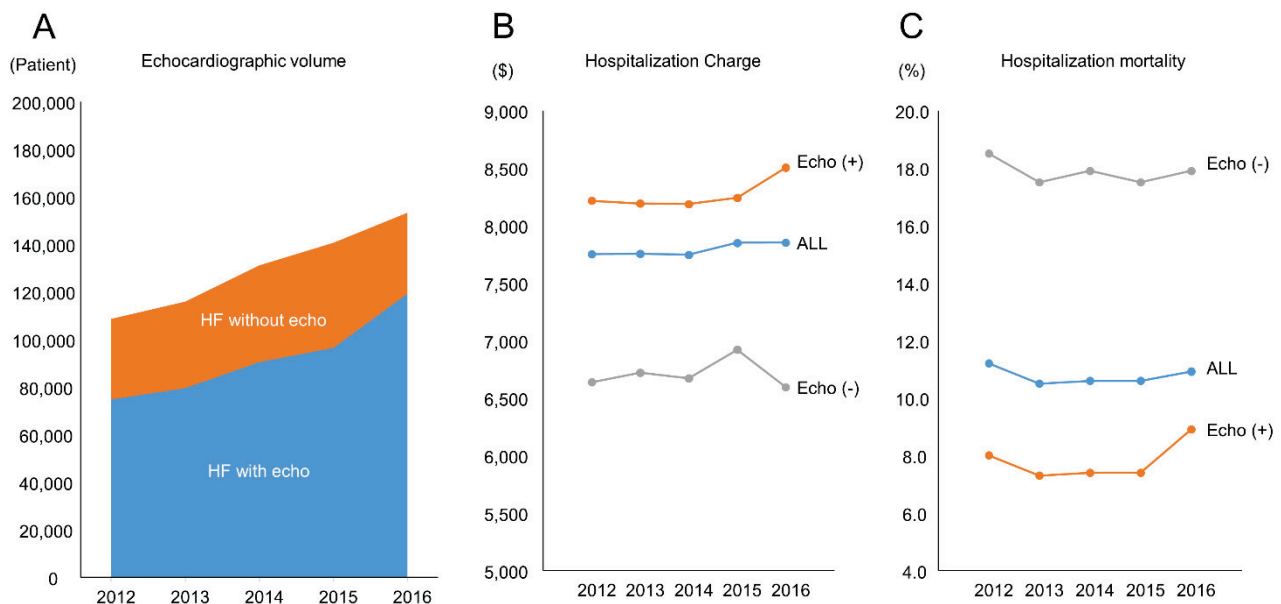 A
(Patient)
Echocardiographic volume
200,000
180,000
160,000
140,000
120,000
100,000
80,000
60,000
40,000
20,000
0
HF without echo
HF with echo
2012 2013 2014 2015 2016
B
($)
Hospitalization Charge
9,000
8,500
8,000
7,500
7,000
6,500
6,000
5,500
5,000
Echo (+)
ALL
Echo (-)
2012 2013 2014 2015 2016
C
(%)
Hospitalization mortality
20.0
18.0
16.0
14.0
12.0
10.0
8.0
6.0
4.0
Echo (-)
ALL
Echo (+)
2012 2013 2014 2015 2016